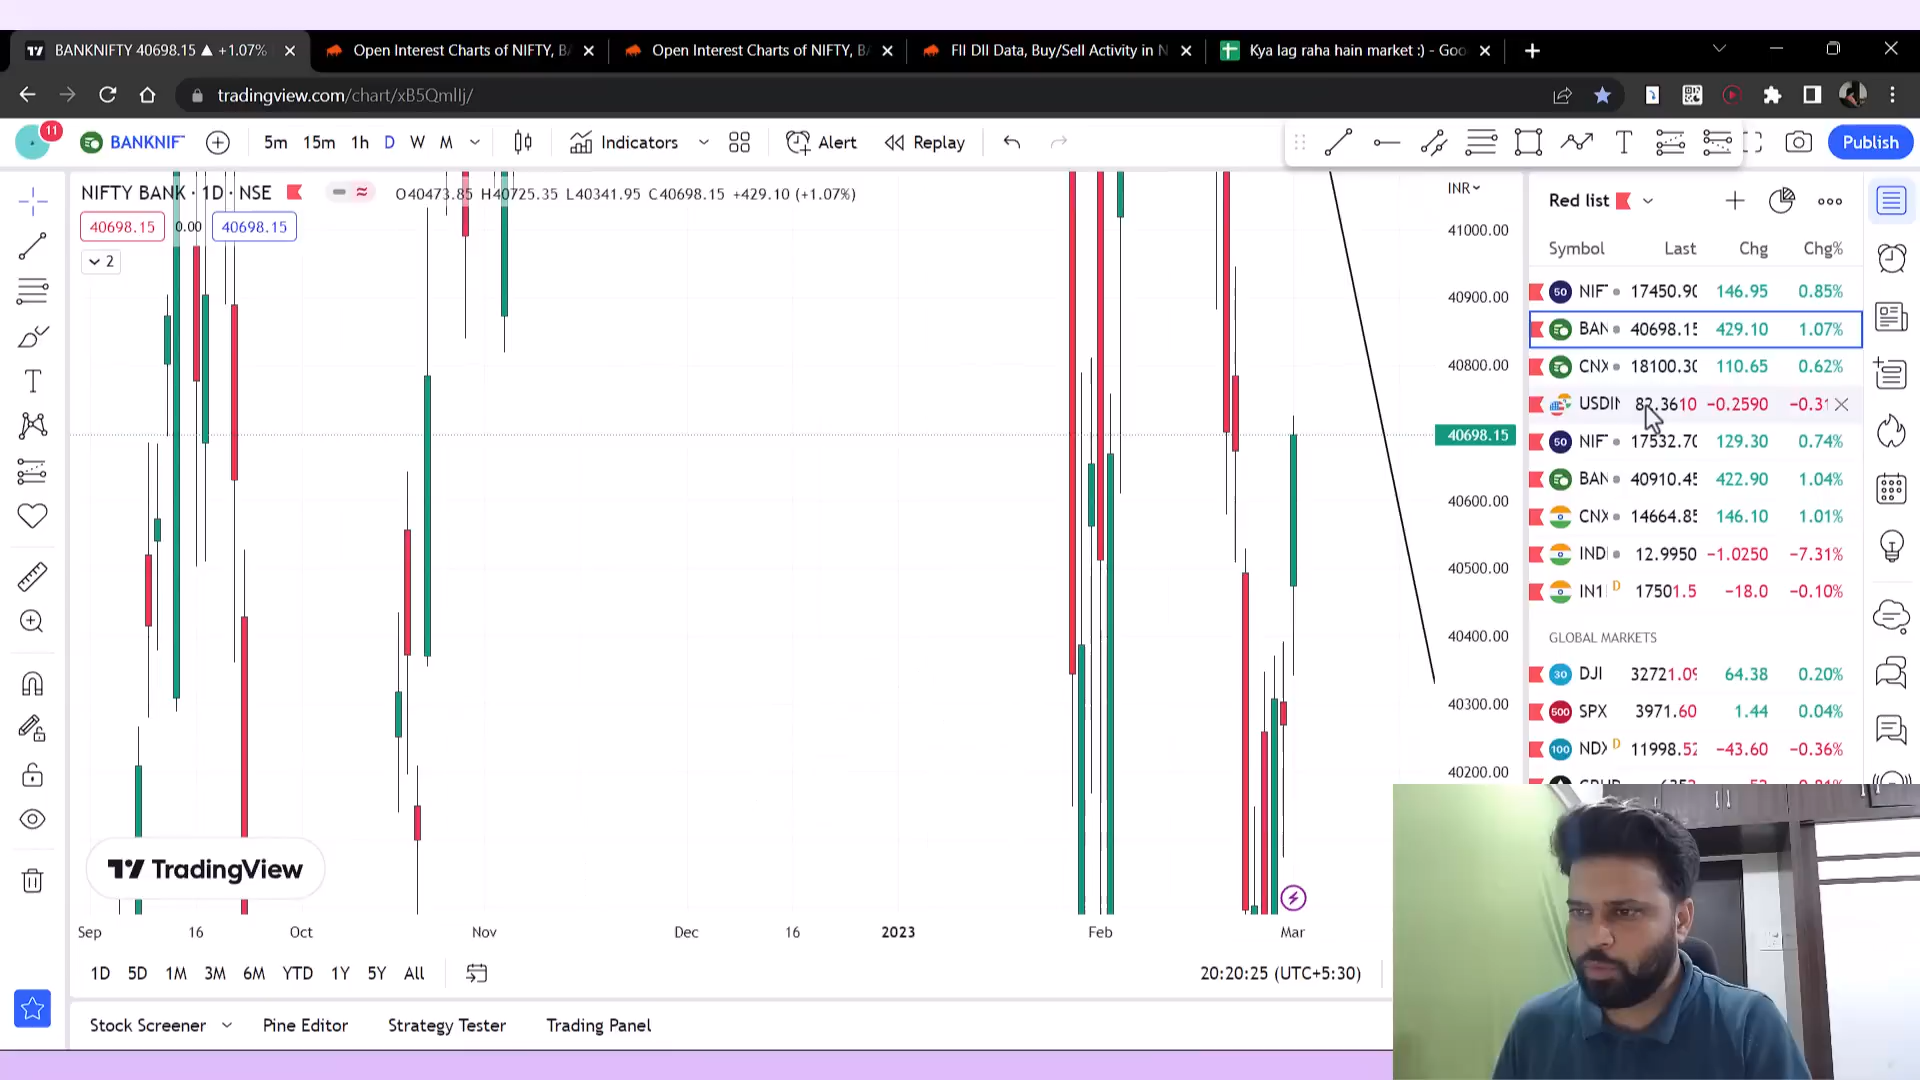 BANKNIFTY 40698.15 ▲ +1.07%
Open Interest Charts of NIFTY, B
Open Interest Charts of NIFTY, B
FII DII Data, Buy/Sell Activity in N
Kya lag raha hain market :) - Goo
tradingview.com/chart/xB5Qmllj/
11
BANKNIF
5m 15m 1h D W M
Indicators
Alert
Replay
T
Publish
NIFTY BANK · 1D · NSE
O40473.85 H40725.35 L40341.95 C40698.15 +429.10 (+1.07%)
40698.15 0.00 40698.15
2
INR
41000.00
40900.00
40800.00
40698.15
40600.00
40500.00
40400.00
40300.00
40200.00
Red list
Symbol Last Chg Chg%
50 NIF 17450.90 146.95 0.85%
BAN 40698.15 429.10 1.07%
CNX 18100.30 110.65 0.62%
USDIN 82.3610 −0.2590 −0.31
50 NIF 17532.70 129.30 0.74%
BAN 40910.45 422.90 1.04%
CNX 14664.85 146.10 1.01%
IND 12.9950 −1.0250 −7.31%
IN1 D 17501.5 −18.0 −0.10%
GLOBAL MARKETS
30 DJI 32721.09 64.38 0.20%
500 SPX 3971.60 1.44 0.04%
100 NDX D 11998.52 −43.60 −0.36%
TradingView
Sep 16 Oct Nov Dec 16 2023 Feb Mar
1D 5D 1M 3M 6M YTD 1Y 5Y All
20:20:25 (UTC+5:30)
Stock Screener Pine Editor Strategy Tester Trading Panel